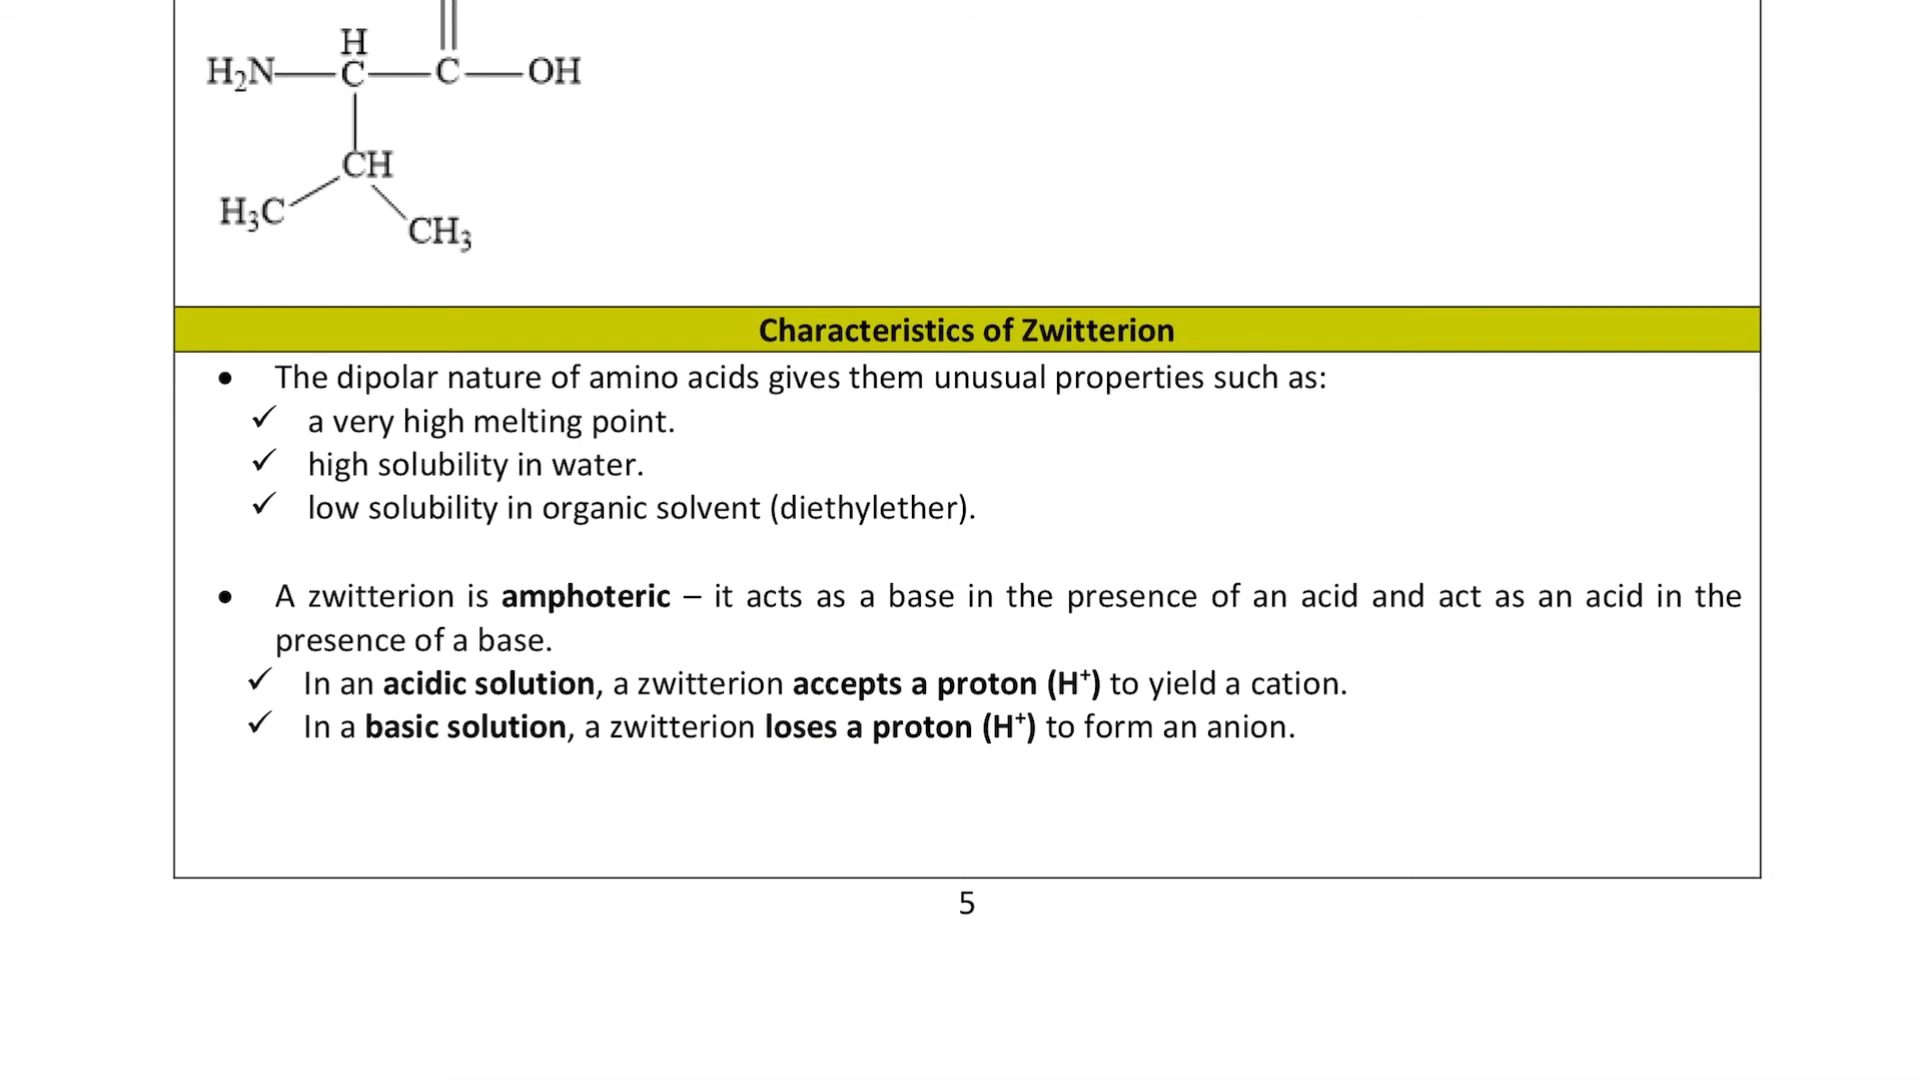 H
H₂N—C—C—OH
CH
H₃C
CH₃
Characteristics of Zwitterion
• The dipolar nature of amino acids gives them unusual properties such as:
✓ a very high melting point.
✓ high solubility in water.
✓ low solubility in organic solvent (diethylether).
• A zwitterion is amphoteric – it acts as a base in the presence of an acid and act as an acid in the
presence of a base.
✓ In an acidic solution, a zwitterion accepts a proton (H⁺) to yield a cation.
✓ In a basic solution, a zwitterion loses a proton (H⁺) to form an anion.
5